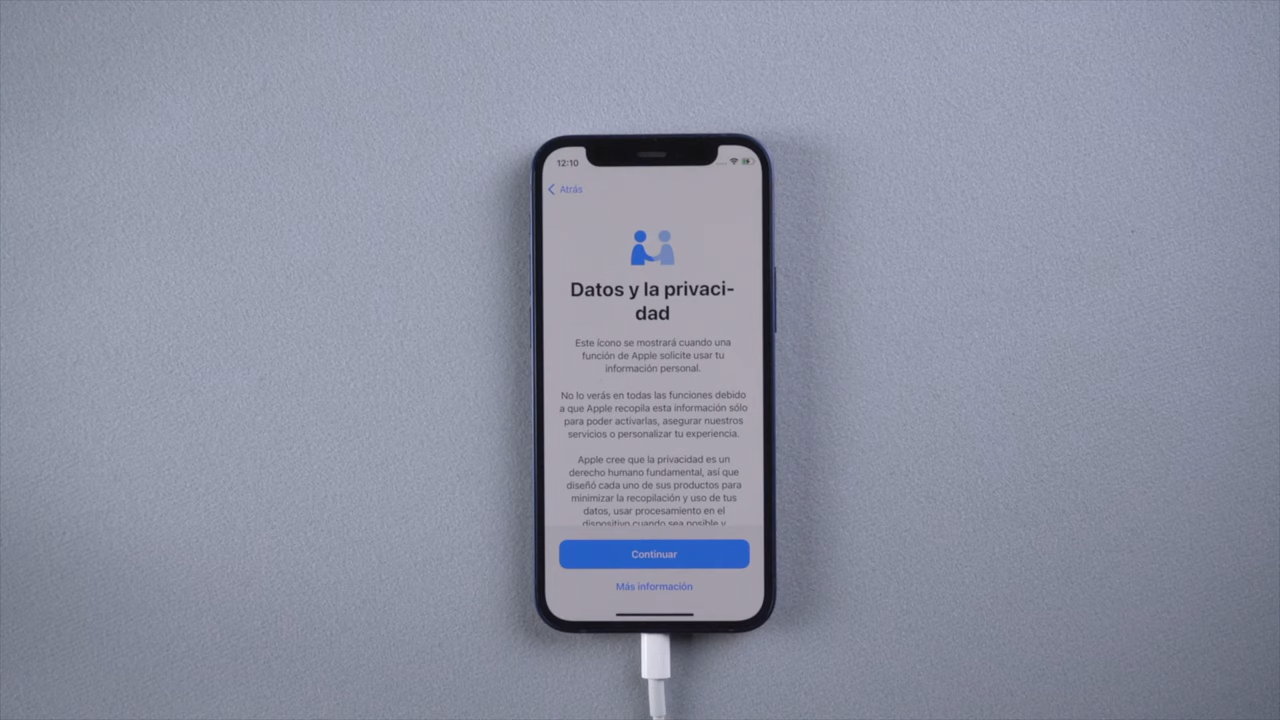 12:10
Atrás
Datos y la privaci-
dad
Este ícono se mostrará cuando una
función de Apple solicite usar tu
información personal.
No lo verás en todas las funciones debido
a que Apple recopila esta información sólo
para poder activarlas, asegurar nuestros
servicios o personalizar tu experiencia.
Apple cree que la privacidad es un
derecho humano fundamental, así que
diseñó cada uno de sus productos para
minimizar la recopilación y uso de tus
datos, usar procesamiento en el
dispositivo cuando sea posible y
Continuar
Más información